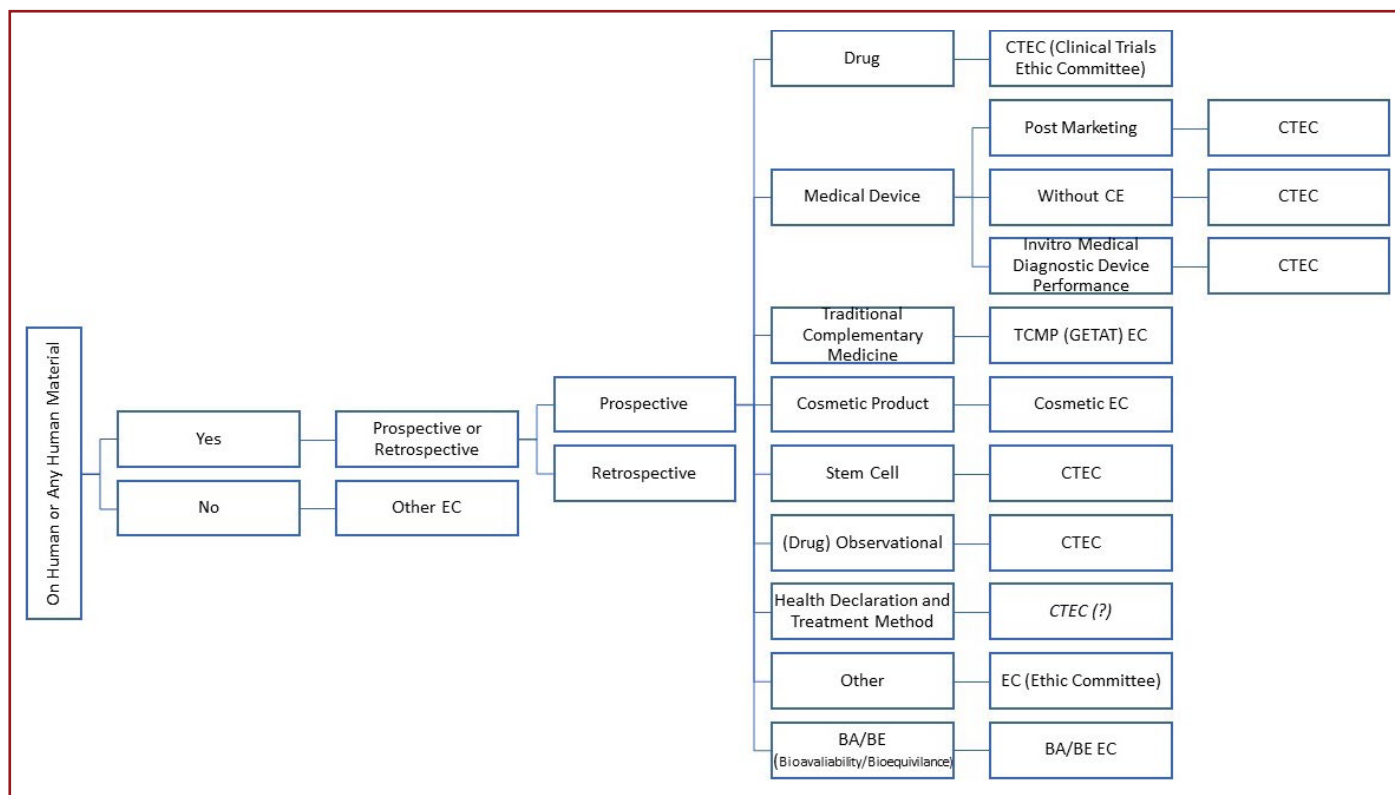 On Human or Any Human Material
Yes
No
Prospective or
Retrospective
Other EC
Prospective
Retrospective
Drug
CTEC (Clinical Trials
Ethic Committee)
Medical Device
Post Marketing
CTEC
Without CE
CTEC
Invitro Medical
Diagnostic Device
Performance
CTEC
Traditional
Complementary
Medicine
TCMP (GETAT) EC
Cosmetic Product
Cosmetic EC
Stem Cell
CTEC
(Drug) Observational
CTEC
Health Declaration and
Treatment Method
CTEC (?)
Other
EC (Ethic Committee)
BA/BE
(Bioavaliability/Bioequivilance)
BA/BE EC